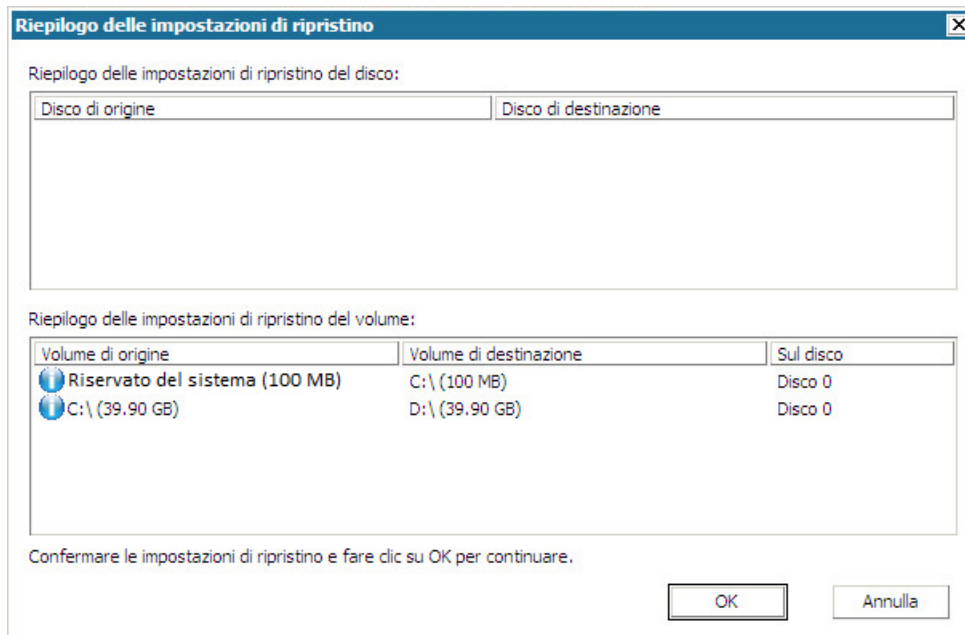 Riepilogo delle impostazioni di ripristino
Riepilogo delle impostazioni di ripristino del disco:
Disco di origine Disco di destinazione
Riepilogo delle impostazioni di ripristino del volume:
Volume di origine Volume di destinazione Sul disco
Riservato del sistema (100 MB) C:\ (100 MB) Disco 0
C:\ (39.90 GB) D:\ (39.90 GB) Disco 0
Confermare le impostazioni di ripristino e fare clic su OK per continuare.
OK Annulla